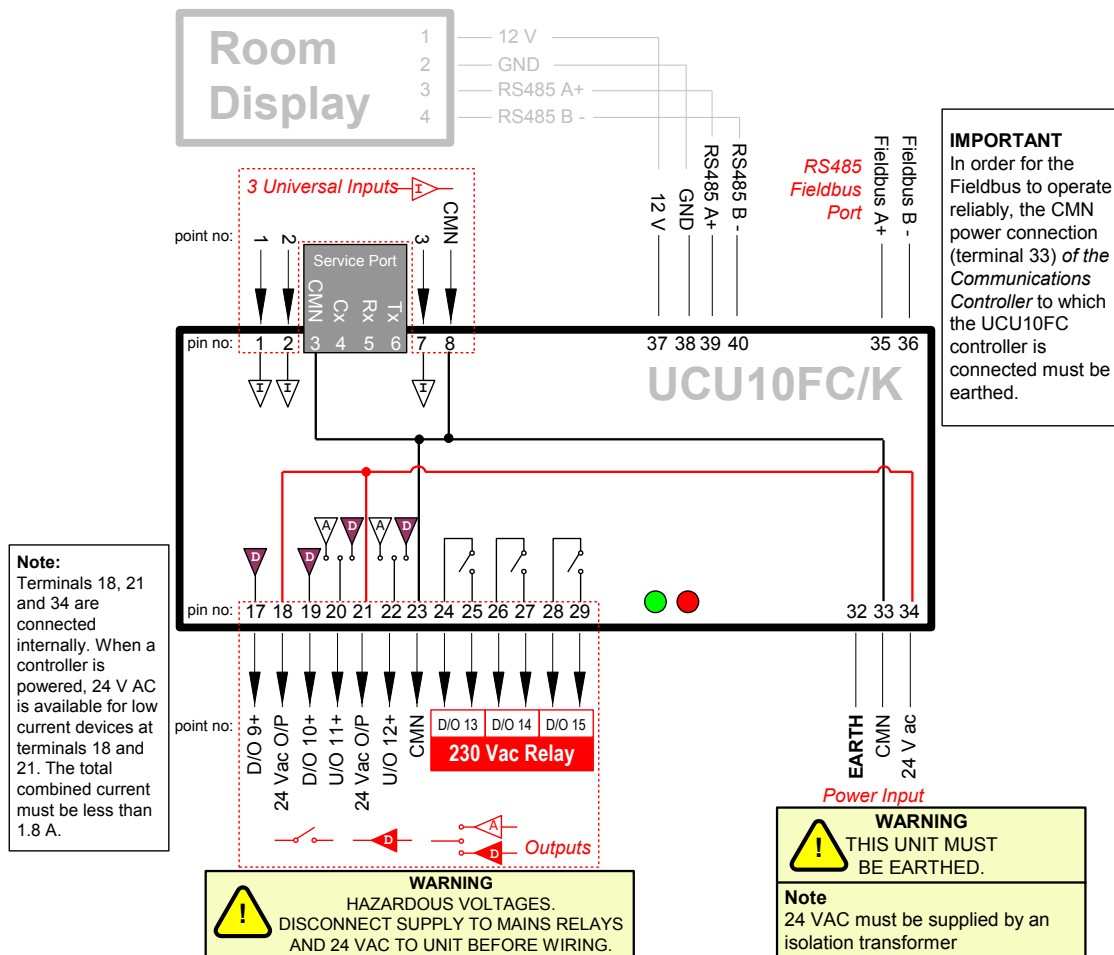 Room
Display
1 12 V
2 GND
3 RS485 A+
4 RS485 B -
3 Universal Inputs
I
CMN
point no: 1 2 3
Service Port
CMN Cx Rx Tx
12 V GND RS485 A+ RS485 B -
RS485
Fieldbus
Port
Fieldbus A+ Fieldbus B -
pin no: 1 2 3 4 5 6 7 8 37 38 39 40 35 36
I I I
UCU10FC/K
IMPORTANT
In order for the
Fieldbus to operate
reliably, the CMN
power connection
(terminal 33) of the
Communications
Controller to which
the UCU10FC
controller is
connected must be
earthed.
Note:
Terminals 18, 21
and 34 are
connected
internally. When a
controller is
powered, 24 V AC
is available for low
current devices at
terminals 18 and
21. The total
combined current
must be less than
1.8 A.
D D A D A D
pin no: 17 18 19 20 21 22 23 24 25 26 27 28 29 32 33 34
point no: D/O 9+ 24 Vac O/P D/O 10+ U/O 11+ 24 Vac O/P U/O 12+ CMN
D/O 13 D/O 14 D/O 15
230 Vac Relay
EARTH CMN 24 V ac
Power Input
D A D Outputs
! WARNING
HAZARDOUS VOLTAGES.
DISCONNECT SUPPLY TO MAINS RELAYS
AND 24 VAC TO UNIT BEFORE WIRING.
! WARNING
THIS UNIT MUST
BE EARTHED.
Note
24 VAC must be supplied by an
isolation transformer